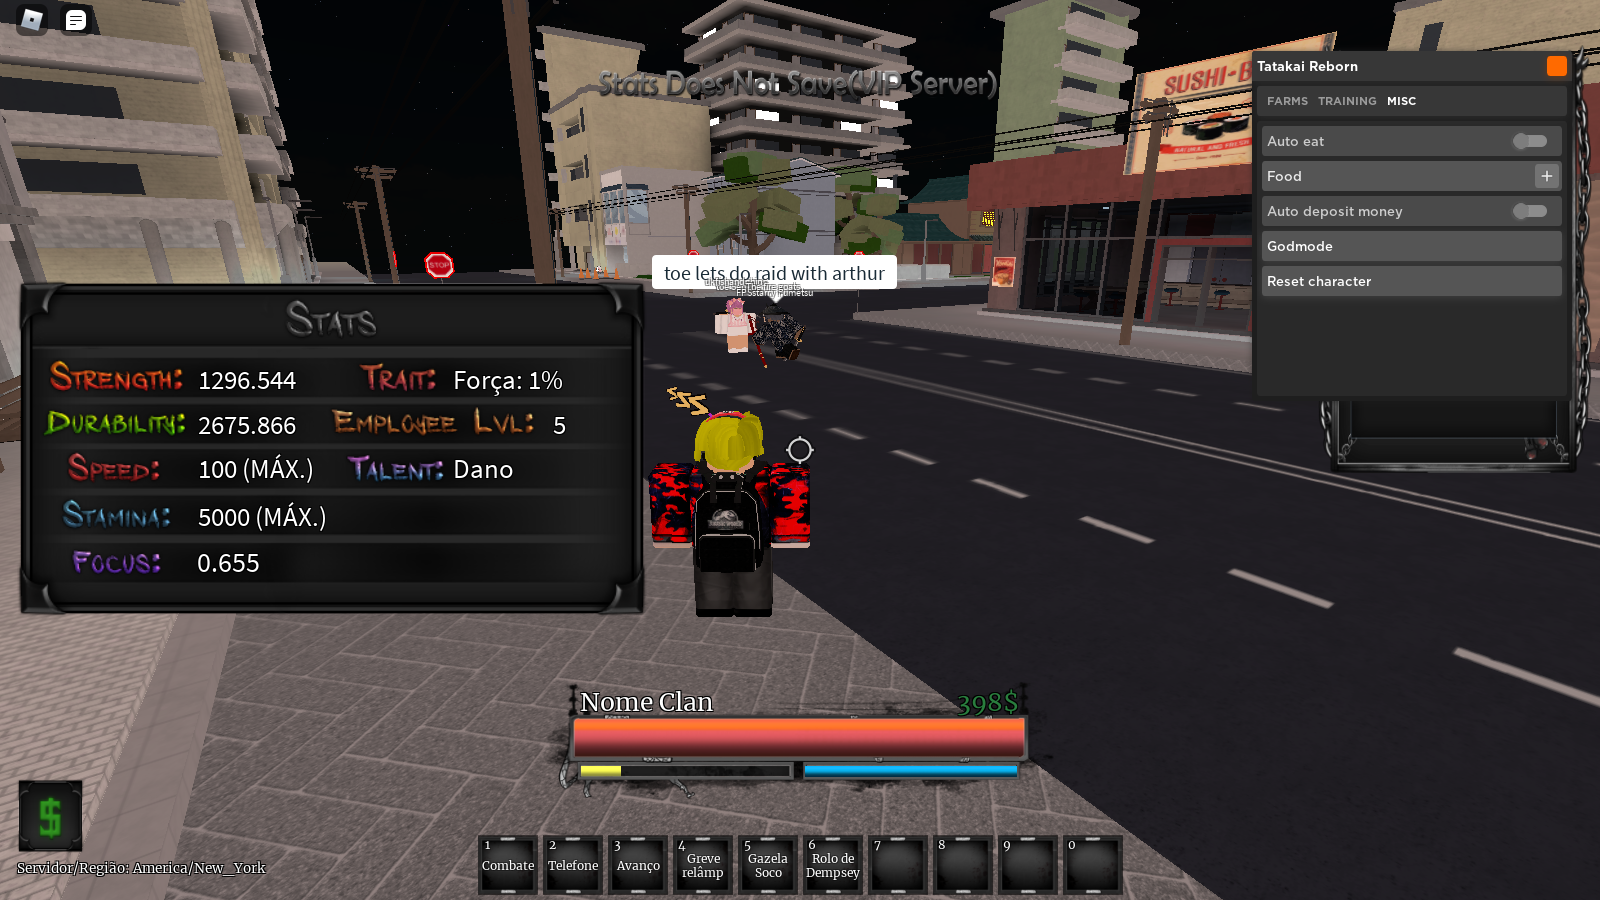 Stats Does Not Save(VIP Server)
SUSHI-B
STOP
Tatakai Reborn
FARMS TRAINING MISC
Auto eat
Food +
Auto deposit money
Godmode
Reset character
toe lets do raid with arthur
STATS
STRENGTH: 1296.544 TRAIT: Força: 1%
DURABILITY: 2675.866 EMPLOYEE LVL: 5
SPEED: 100 (MÁX.) TALENT: Dano
STAMINA: 5000 (MÁX.)
FOCUS: 0.655
Nome Clan 398$
$
Servidor/Região: America/New_York
1 Combate
2 Telefone
3 Avanço
4 Greve
relâmp
5 Gazela
Soco
6 Rolo de
Dempsey
7
8
9
0